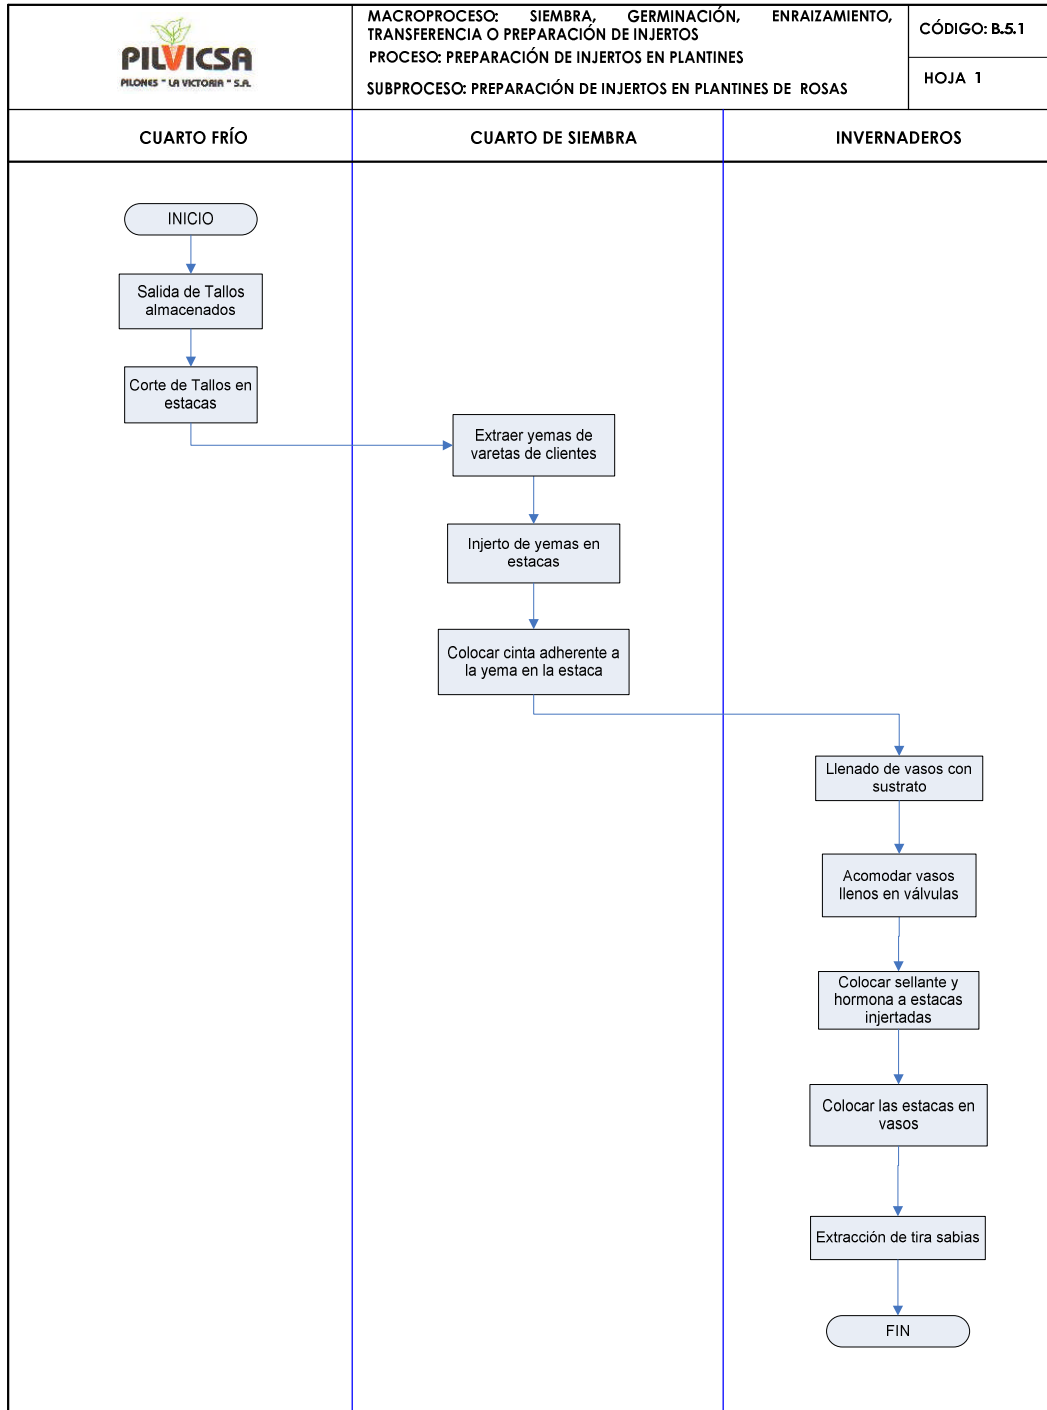 PILVICSA
PILONES " LA VICTORIA " S.A.
MACROPROCESO: SIEMBRA, GERMINACIÓN, ENRAIZAMIENTO,
TRANSFERENCIA O PREPARACIÓN DE INJERTOS
PROCESO: PREPARACIÓN DE INJERTOS EN PLANTINES
SUBPROCESO: PREPARACIÓN DE INJERTOS EN PLANTINES DE ROSAS
CÓDIGO: B.5.1
HOJA 1
CUARTO FRÍO
CUARTO DE SIEMBRA
INVERNADEROS
INICIO
Salida de Tallos
almacenados
Corte de Tallos en
estacas
Extraer yemas de
varetas de clientes
Injerto de yemas en
estacas
Colocar cinta adherente a
la yema en la estaca
Llenado de vasos con
sustrato
Acomodar vasos
llenos en válvulas
Colocar sellante y
hormona a estacas
injertadas
Colocar las estacas en
vasos
Extracción de tira sabias
FIN